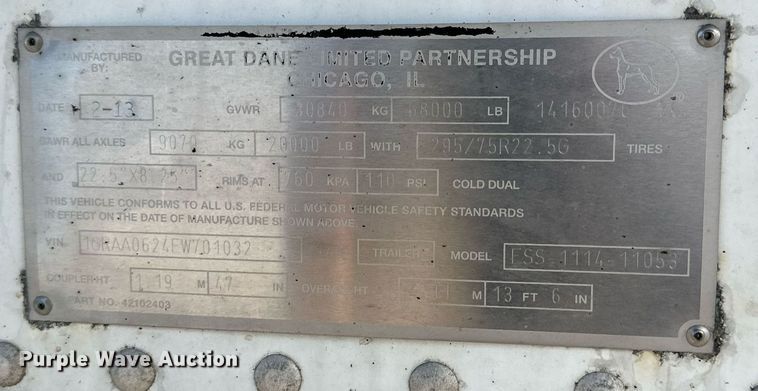 MANUFACTURED BY: GREAT DANE LIMITED PARTNERSHIP
CHICAGO, IL
DATE 2-13 GVWR 30840 KG 68000 LB
GAWR ALL AXLES 9070 KG 20000 LB WITH 295/75R22.5G TIRES
AND 22.5"X8.25" RIMS AT 760 KPA 110 PSI COLD DUAL
THIS VEHICLE CONFORMS TO ALL U.S. FEDERAL MOTOR VEHICLE SAFETY STANDARDS
IN EFFECT ON THE DATE OF MANUFACTURE SHOWN ABOVE
VIN 1GRAA0624EW701032 TRAILER MODEL ESS-1114-11053
COUPLER HT 1.19 M 47 IN OVERALL HT M 13 FT 6 IN
PART NO. 42102403
Purple Wave Auction